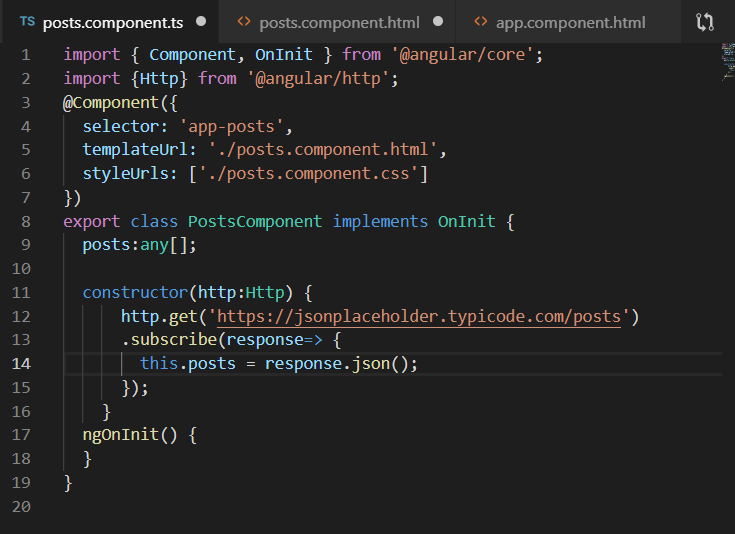 TS posts.component.ts ● <> posts.component.html ● <> app.component.html
1 import { Component, OnInit } from '@angular/core';
2 import {Http} from '@angular/http';
3 @Component({
4   selector: 'app-posts',
5   templateUrl: './posts.component.html',
6   styleUrls: ['./posts.component.css']
7 })
8 export class PostsComponent implements OnInit {
9   posts:any[];
10
11   constructor(http:Http) {
12       http.get('https://jsonplaceholder.typicode.com/posts')
13       .subscribe(response=> {
14         this.posts = response.json();
15       });
16     }
17   ngOnInit() {
18   }
19 }
20